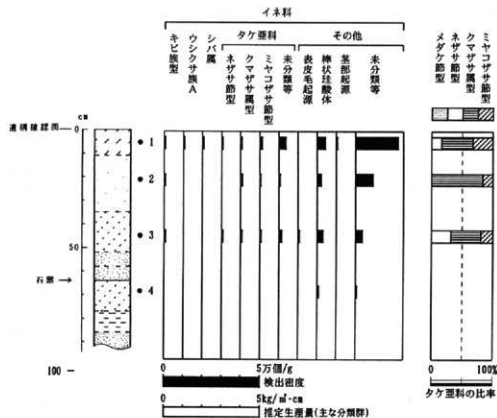 イネ科
タケ亜科
その他
キビ族型
ウシクサ族A
シバ属
ネザサ節型
クマザサ属型
ミヤコザサ節型
未分類等
表皮毛起源
棒状珪酸体
茎部起源
未分類等
メダケ節型
ネザサ節型
クマザサ属型
ミヤコザサ節型
cm
遺構確認面
0
1
2
3
50
石器
4
100
0 5万個/g
検出密度
0 5kg/㎡・cm
推定生産量(主な分類群)
0 100%
タケ亜科の比率